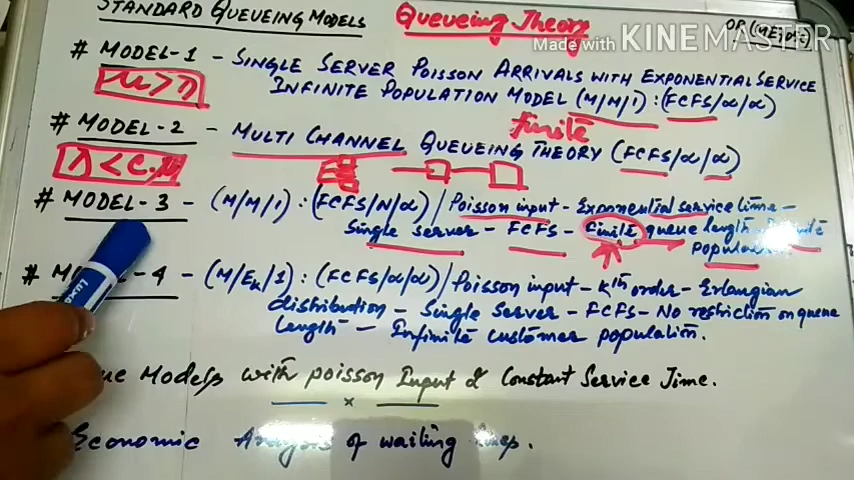 STANDARD QUEUEING MODELS
Queueing Theory
OR (METDSE)
Made with KINEMASTER
# MODEL-1 - SINGLE SERVER POISSON ARRIVALS WITH EXPONENTIAL SERVICE
INFINITE POPULATION MODEL (M/M/1) : (FCFS/∝/∝)
finite
# MODEL-2 - MULTI CHANNEL QUEUEING THEORY (FCFS/∝/∝)
# MODEL-3 - (M/M/1) : (FCFS/N/∝) / Poisson input - Exponential service time -
Single server - FCFS - finite queue length -
Population
# 4 - (M/Ek/1) : (FCFS/∝/∝) / Poisson input - Kth order - Erlangian
distribution - Single Server - FCFS - No restriction on queue
length - Infinite customer population.
Models with poisson Input & Constant Service Time.
x
Economic Analysis of waiting lines.